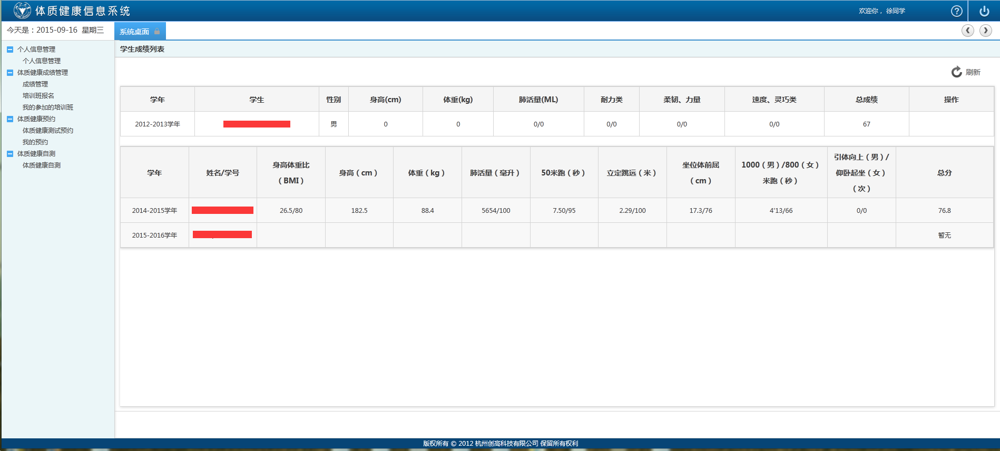 体质健康信息系统
欢迎你， 徐同学
今天是：2015-09-16 星期三
系统桌面
个人信息管理
个人信息管理
体质健康成绩管理
成绩管理
培训班报名
我的参加的培训班
体质健康预约
体质健康测试预约
我的预约
体质健康自测
体质健康自测
学生成绩列表
刷新
学年 学生 性别 身高(cm) 体重(kg) 肺活量(ML) 耐力类 柔韧、力量 速度、灵巧类 总成绩 操作
2012-2013学年 男 0 0 0/0 0/0 0/0 0/0 67
学年 姓名/学号 身高体重比（BMI） 身高（cm） 体重（kg） 肺活量（毫升） 50米跑（秒） 立定跳远（米） 坐位体前屈（cm） 1000（男）/800（女）米跑（秒） 引体向上（男）/仰卧起坐（女）（次） 总分
2014-2015学年 26.5/80 182.5 88.4 5654/100 7.50/95 2.29/100 17.3/76 4'13/66 0/0 76.8
2015-2016学年 暂无
版权所有 © 2012 杭州创高科技有限公司 保留所有权利